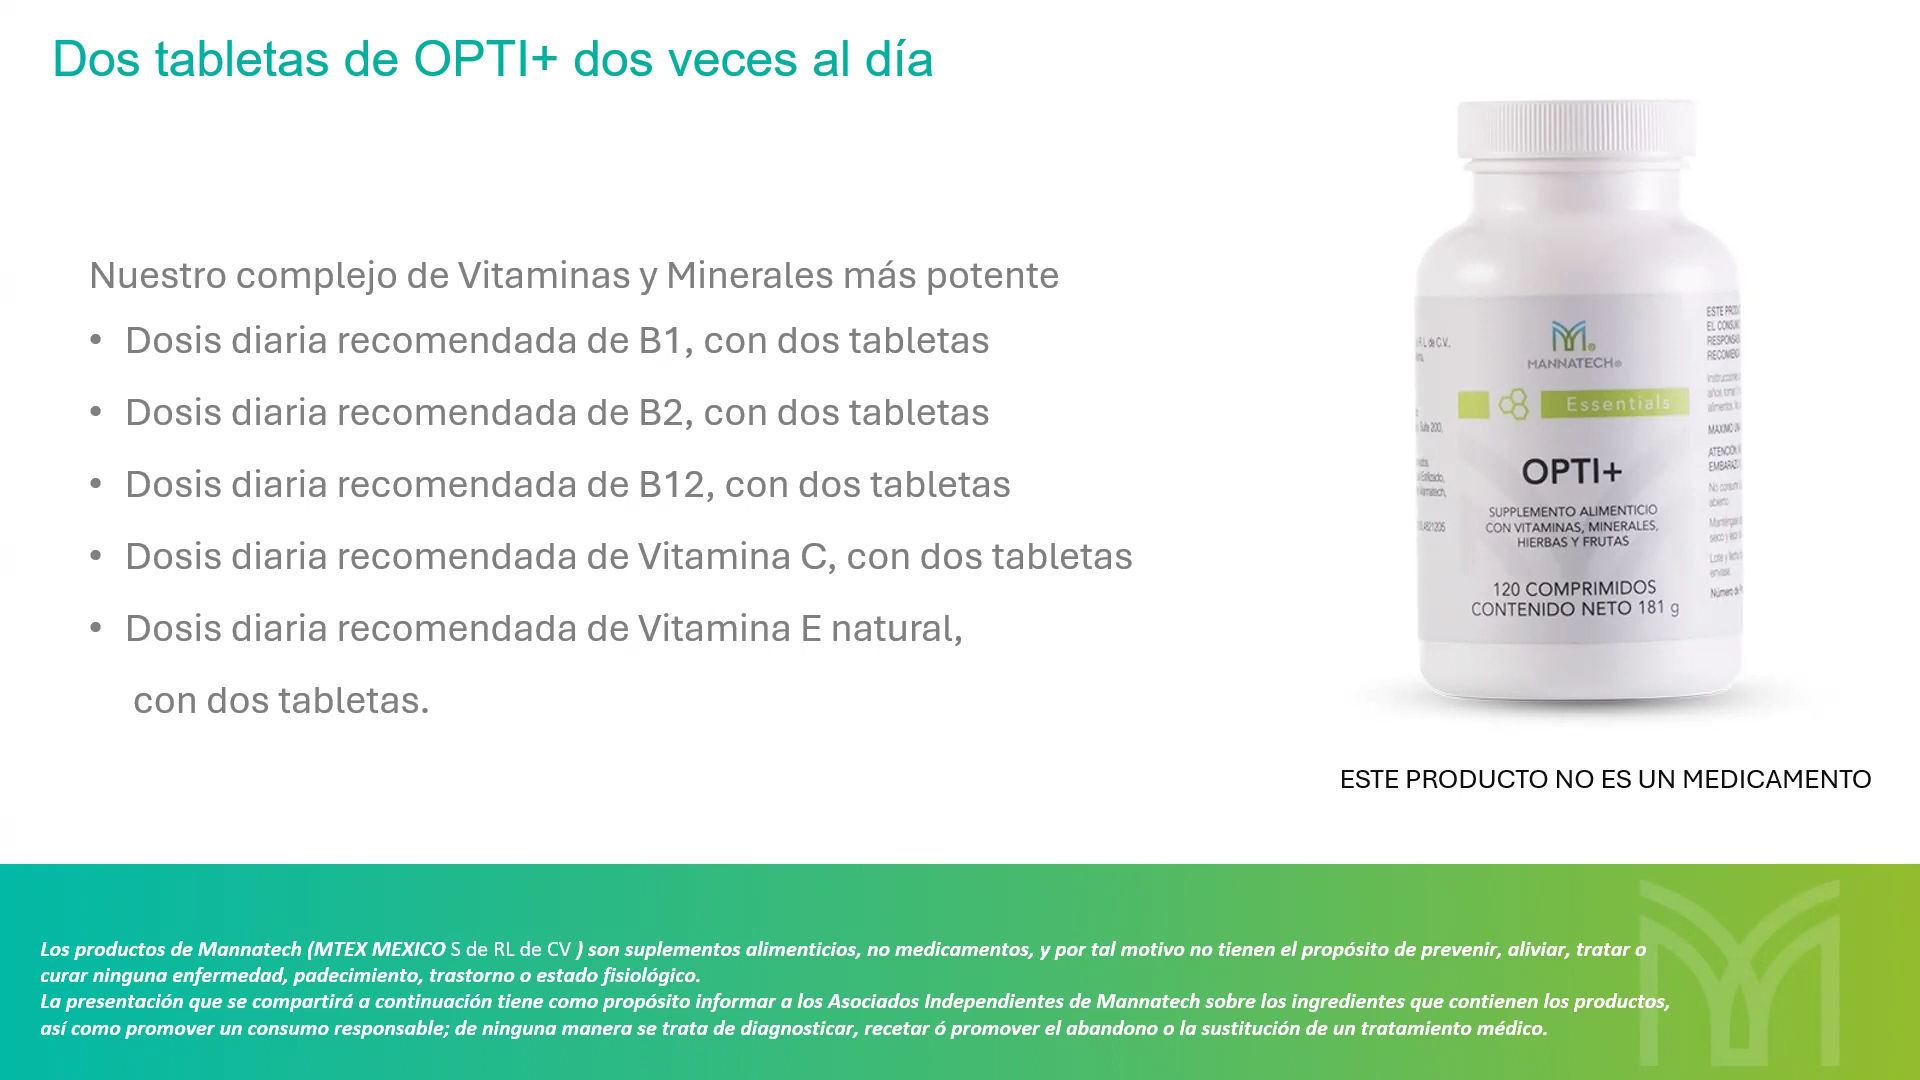 Dos tabletas de OPTI+ dos veces al día
Nuestro complejo de Vitaminas y Minerales más potente
• Dosis diaria recomendada de B1, con dos tabletas
• Dosis diaria recomendada de B2, con dos tabletas
• Dosis diaria recomendada de B12, con dos tabletas
• Dosis diaria recomendada de Vitamina C, con dos tabletas
• Dosis diaria recomendada de Vitamina E natural,
con dos tabletas.
MANNATECH®
Essentials
OPTI+
SUPPLEMENTO ALIMENTICIO
CON VITAMINAS, MINERALES,
HIERBAS Y FRUTAS
120 COMPRIMIDOS
CONTENIDO NETO 181 g
R.L. de C.V.,
Suite 200,
ESTE
EL
ATENCION
ESTE PRODUCTO NO ES UN MEDICAMENTO
Los productos de Mannatech (MTEX MEXICO S de RL de CV ) son suplementos alimenticios, no medicamentos, y por tal motivo no tienen el propósito de prevenir, aliviar, tratar o
curar ninguna enfermedad, padecimiento, trastorno o estado fisiológico.
La presentación que se compartirá a continuación tiene como propósito informar a los Asociados Independientes de Mannatech sobre los ingredientes que contienen los productos,
así como promover un consumo responsable; de ninguna manera se trata de diagnosticar, recetar ó promover el abandono o la sustitución de un tratamiento médico.